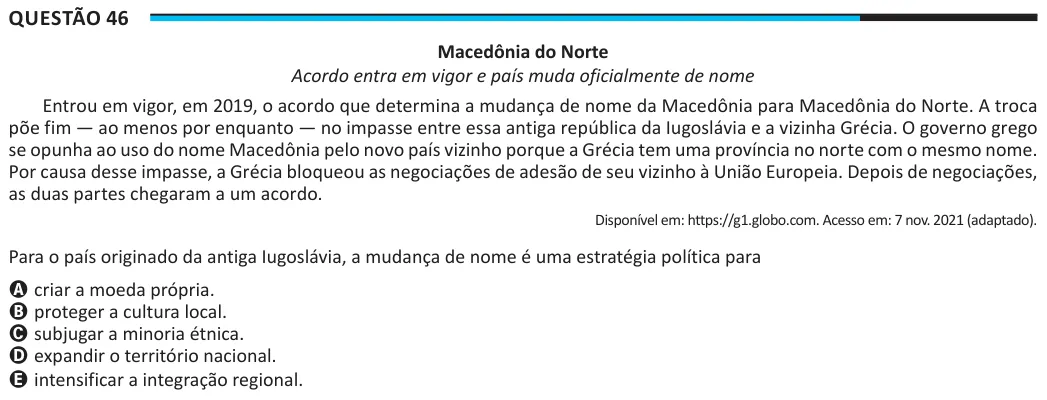 QUESTÃO 46
Macedônia do Norte
Acordo entra em vigor e país muda oficialmente de nome
Entrou em vigor, em 2019, o acordo que determina a mudança de nome da Macedônia para Macedônia do Norte. A troca
põe fim — ao menos por enquanto — no impasse entre essa antiga república da Iugoslávia e a vizinha Grécia. O governo grego
se opunha ao uso do nome Macedônia pelo novo país vizinho porque a Grécia tem uma província no norte com o mesmo nome.
Por causa desse impasse, a Grécia bloqueou as negociações de adesão de seu vizinho à União Europeia. Depois de negociações,
as duas partes chegaram a um acordo.
Disponível em: https://g1.globo.com. Acesso em: 7 nov. 2021 (adaptado).
Para o país originado da antiga Iugoslávia, a mudança de nome é uma estratégia política para
A criar a moeda própria.
B proteger a cultura local.
C subjugar a minoria étnica.
D expandir o território nacional.
E intensificar a integração regional.